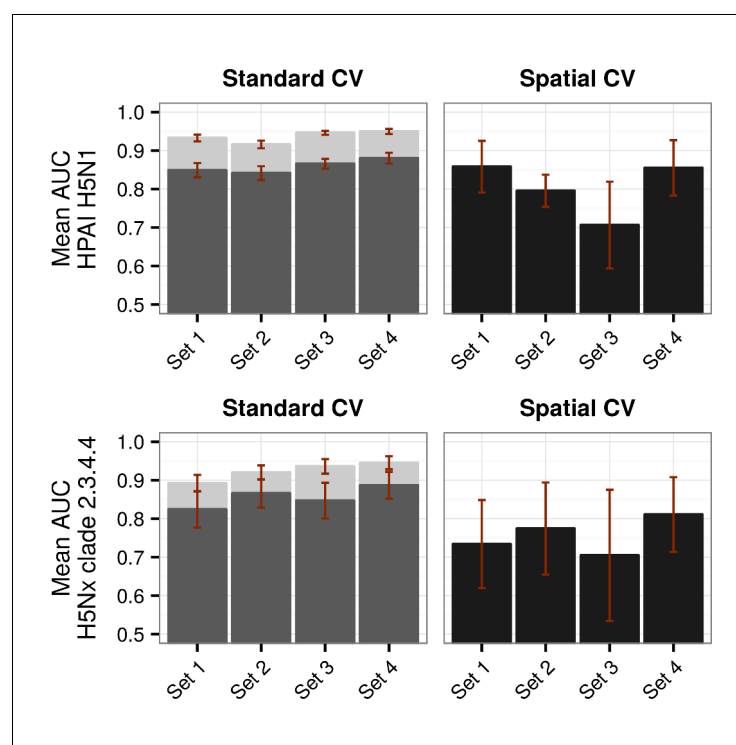 Standard CV
Spatial CV
Mean AUC
HPAI H5N1
1.0
0.9
0.8
0.7
0.6
0.5
Set 1
Set 2
Set 3
Set 4
Set 1
Set 2
Set 3
Set 4
Standard CV
Spatial CV
Mean AUC
H5Nx clade 2.3.4.4
1.0
0.9
0.8
0.7
0.6
0.5
Set 1
Set 2
Set 3
Set 4
Set 1
Set 2
Set 3
Set 4